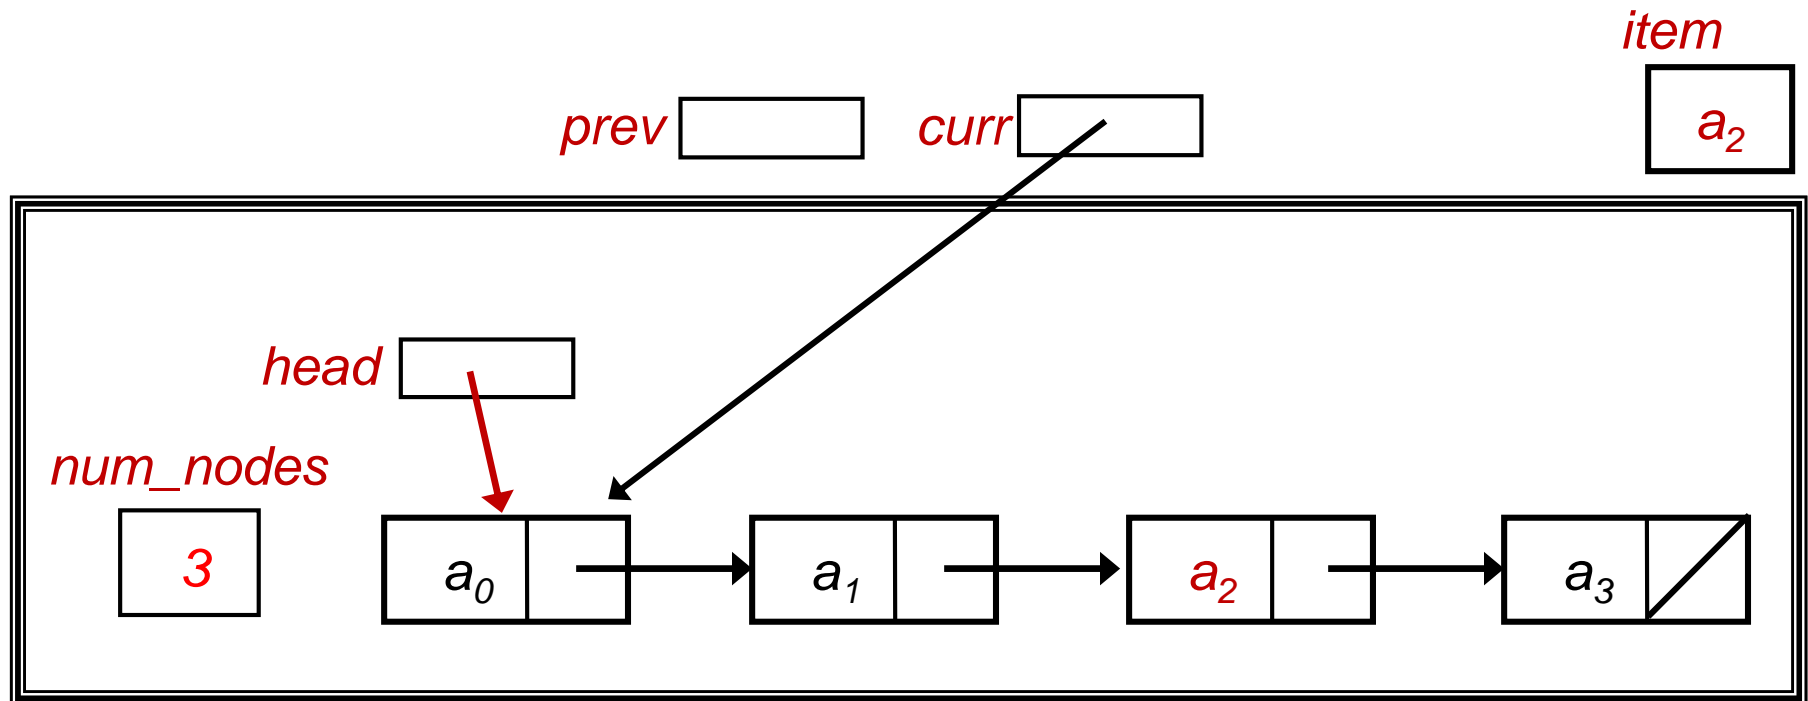 item
prev curr a2
head
num_nodes
3 a0 a1 a2 a3